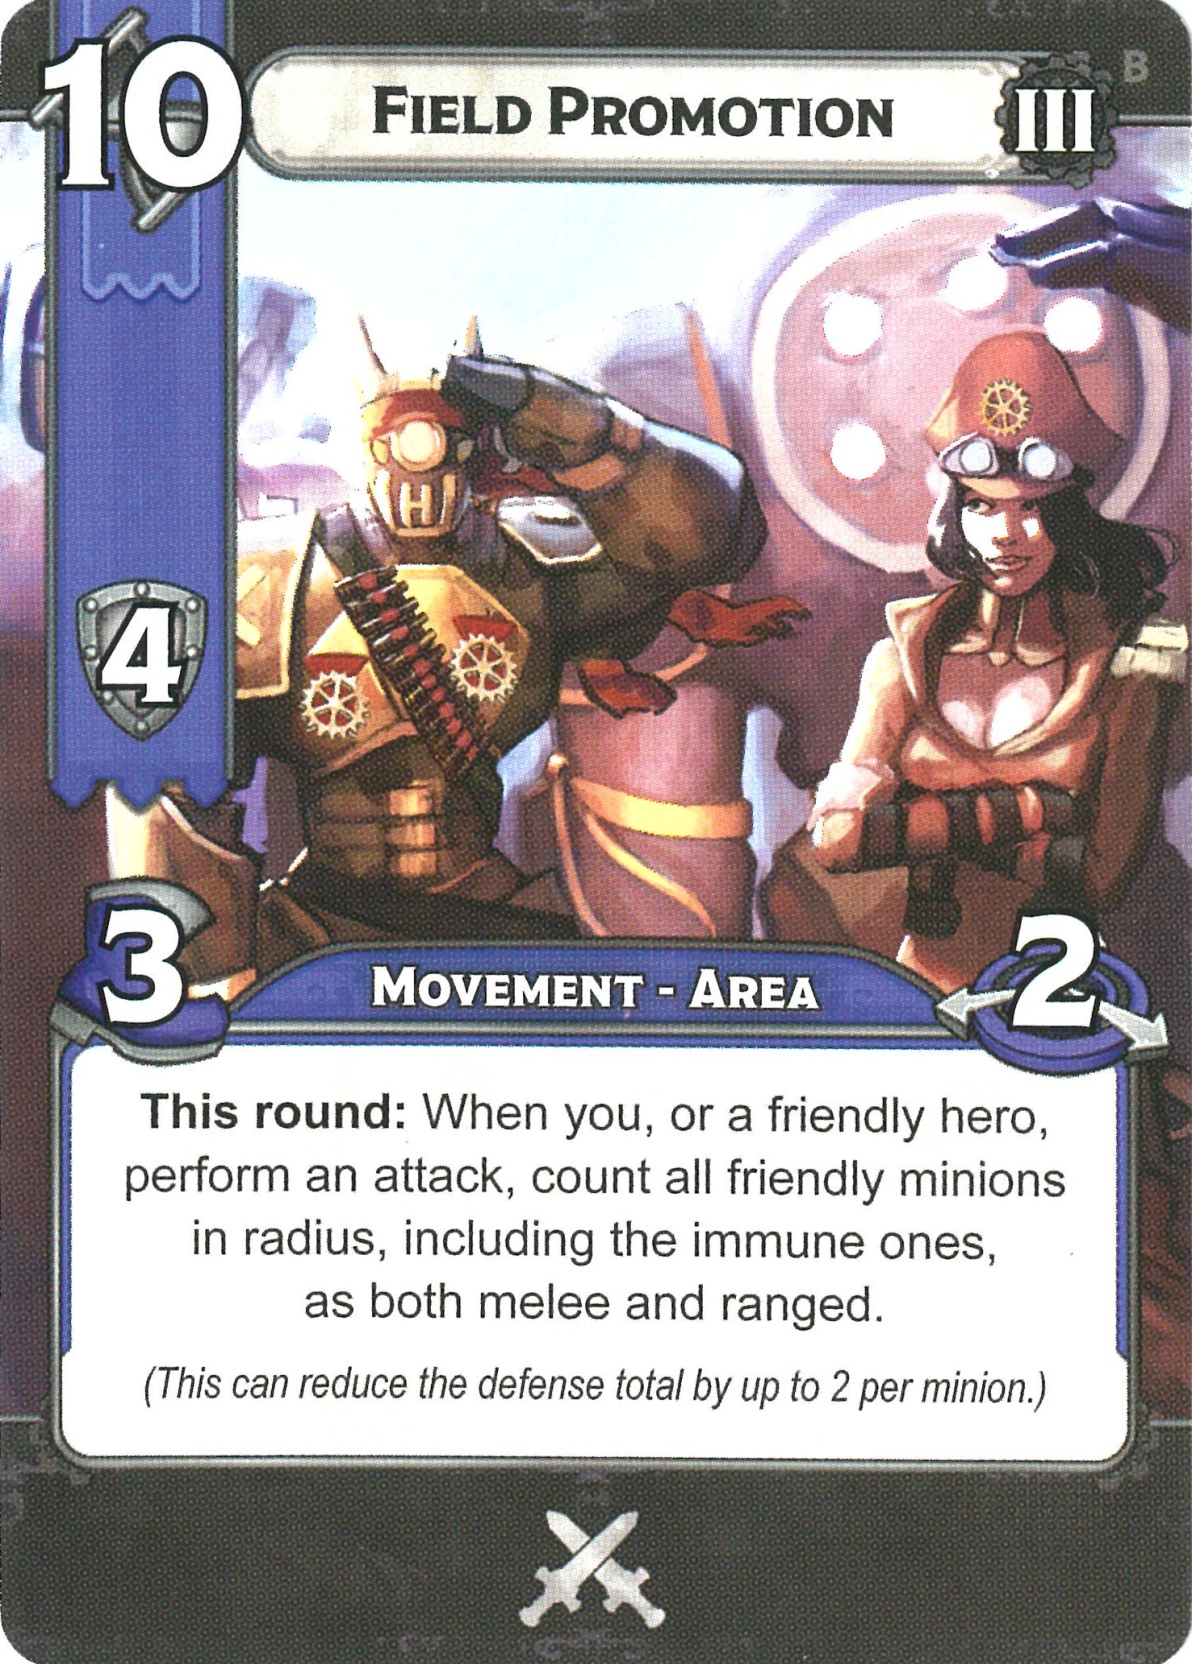 10
FIELD PROMOTION
III
B
4
H
3
MOVEMENT - AREA
2
This round: When you, or a friendly hero,
perform an attack, count all friendly minions
in radius, including the immune ones,
as both melee and ranged.
(This can reduce the defense total by up to 2 per minion.)